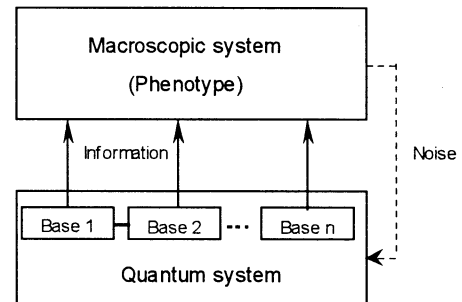 Macroscopic system
(Phenotype)
Information
Noise
Base 1
Base 2
Base n
Quantum system